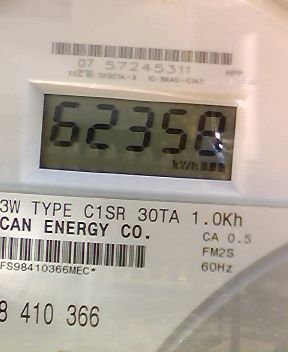 07 57245311 MPP
62358
kWh
3W TYPE C1SR 30TA 1.0Kh
CAN ENERGY CO.
CA 0.5
FM2S
FS98410366MEC*
60Hz
8 410 366